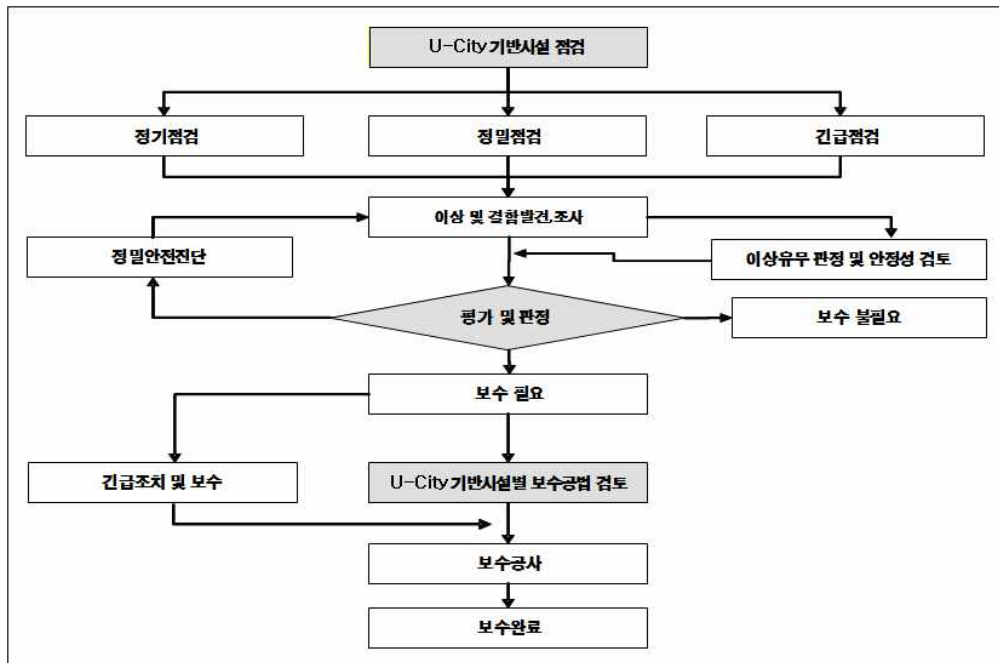 U-City 기반시설 점검
정기점검
정밀점검
긴급점검
이상 및 결함발견,조사
정밀안전진단
이상유무 판정 및 안정성 검토
평가 및 판정
보수 불필요
보수 필요
긴급조치 및 보수
U-City 기반시설별 보수공법 검토
보수공사
보수완료